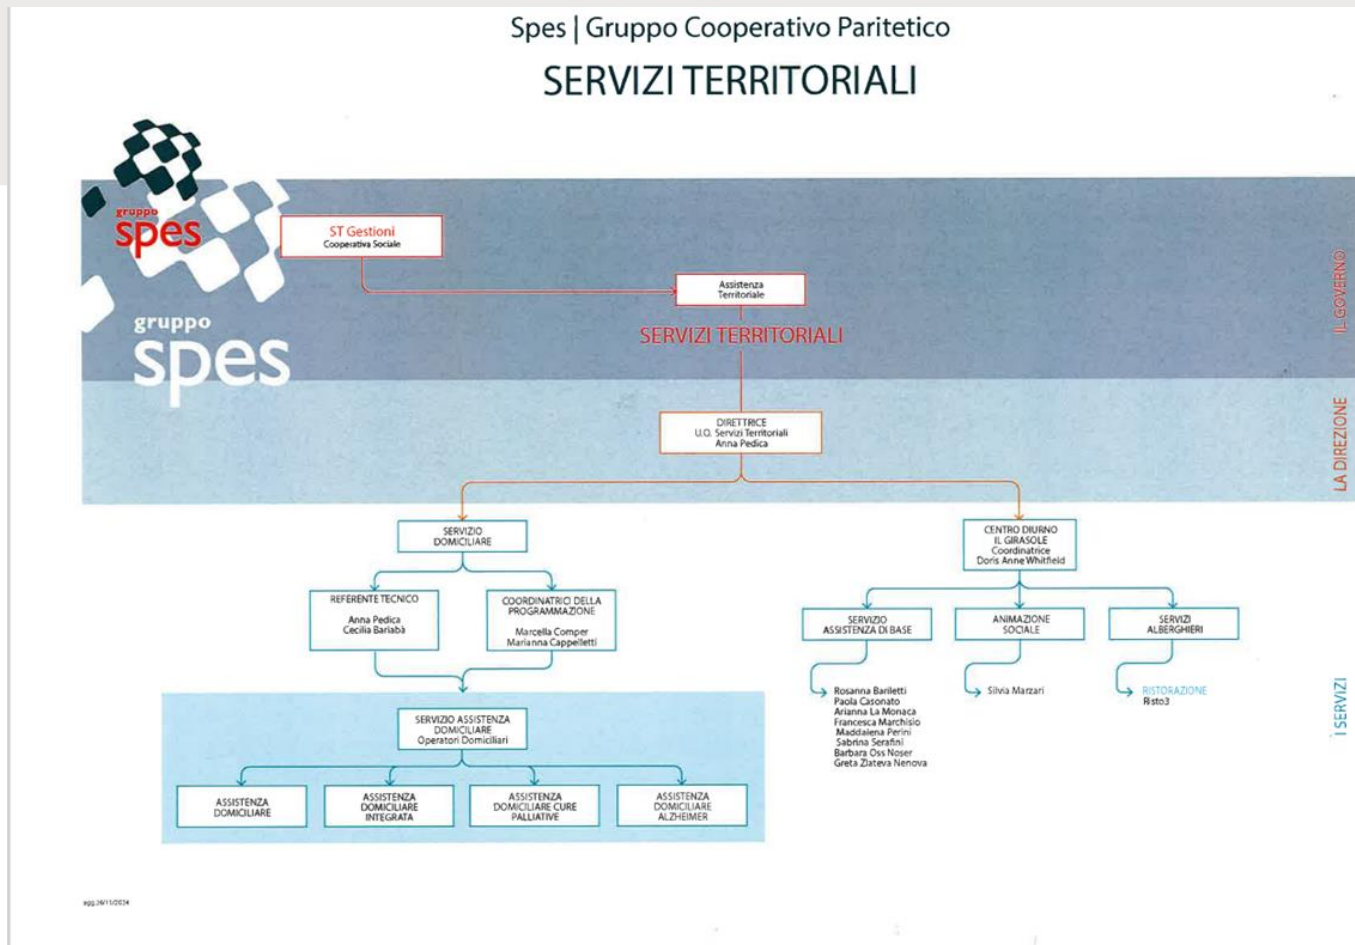 Spes | Gruppo Cooperativo Paritetico
SERVIZI TERRITORIALI
gruppo
spes
gruppo
spes
ST Gestioni
Cooperativa Sociale
Assistenza
Territoriale
SERVIZI TERRITORIALI
IL GOVERNO
DIRETTRICE
U.O. Servizi Territoriali
Anna Pedica
LA DIREZIONE
SERVIZIO
DOMICILIARE
REFERENTE TECNICO
Anna Pedica
Cecilia Bariabà
COORDINATRICI DELLA
PROGRAMMAZIONE
Marcella Comper
Marianna Cappelletti
SERVIZIO ASSISTENZA
DOMICILIARE
Operatori Domiciliari
ASSISTENZA
DOMICILIARE
ASSISTENZA
DOMICILIARE
INTEGRATA
ASSISTENZA
DOMICILIARE CURE
PALLIATIVE
ASSISTENZA
DOMICILIARE
ALZHEIMER
CENTRO DIURNO
IL GIRASOLE
Coordinatrice
Doris Anne Whitfield
SERVIZIO
ASSISTENZA DI BASE
Rosanna Bariletti
Paola Casonato
Arianna La Monaca
Francesca Marchisio
Maddalena Perini
Sabrina Serafini
Barbara Oss Noser
Greta Zlateva Nenova
ANIMAZIONE
SOCIALE
Silvia Marzari
SERVIZI
ALBERGHIERI
RISTORAZIONE
Risto3
I SERVIZI
agg.26/11/2024